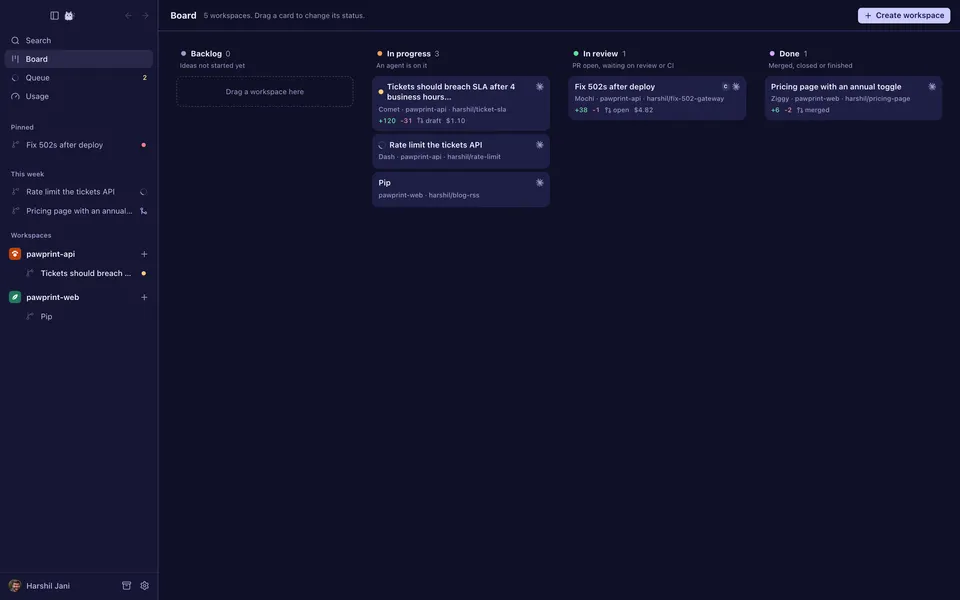 Search
Board
Queue 2
Usage
Pinned
Fix 502s after deploy
This week
Rate limit the tickets API
Pricing page with an annual...
Workspaces
pawprint-api +
Tickets should breach ...
pawprint-web +
Pip
Harshil Jani
Board 5 workspaces. Drag a card to change its status.
+ Create workspace
Backlog 0
Ideas not started yet
Drag a workspace here
In progress 3
An agent is on it
Tickets should breach SLA after 4
business hours...
Comet · pawprint-api · harshil/ticket-sla
+120 -31 draft $1.10
Rate limit the tickets API
Dash · pawprint-api · harshil/rate-limit
Pip
pawprint-web · harshil/blog-rss
In review 1
PR open, waiting on review or CI
Fix 502s after deploy C
Mochi · pawprint-api · harshil/fix-502-gateway
+38 -1 open $4.82
Done 1
Merged, closed or finished
Pricing page with an annual toggle
Ziggy · pawprint-web · harshil/pricing-page
+6 -2 merged